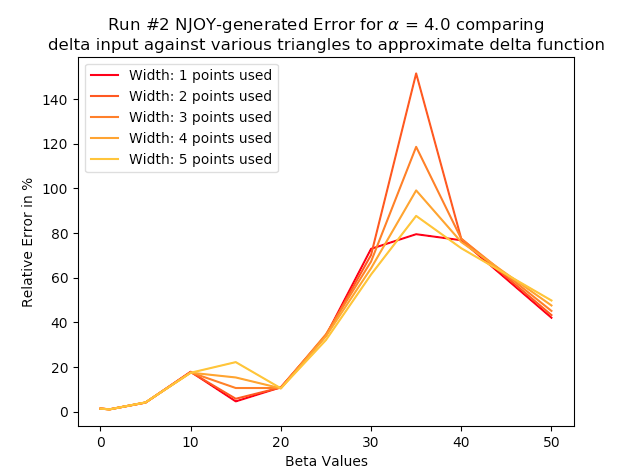 Run #2 NJOY-generated Error for α = 4.0 comparing
delta input against various triangles to approximate delta function
Width: 1 points used
Width: 2 points used
Width: 3 points used
Width: 4 points used
Width: 5 points used
Relative Error in %
140
120
100
80
60
40
20
0
0 10 20 30 40 50
Beta Values